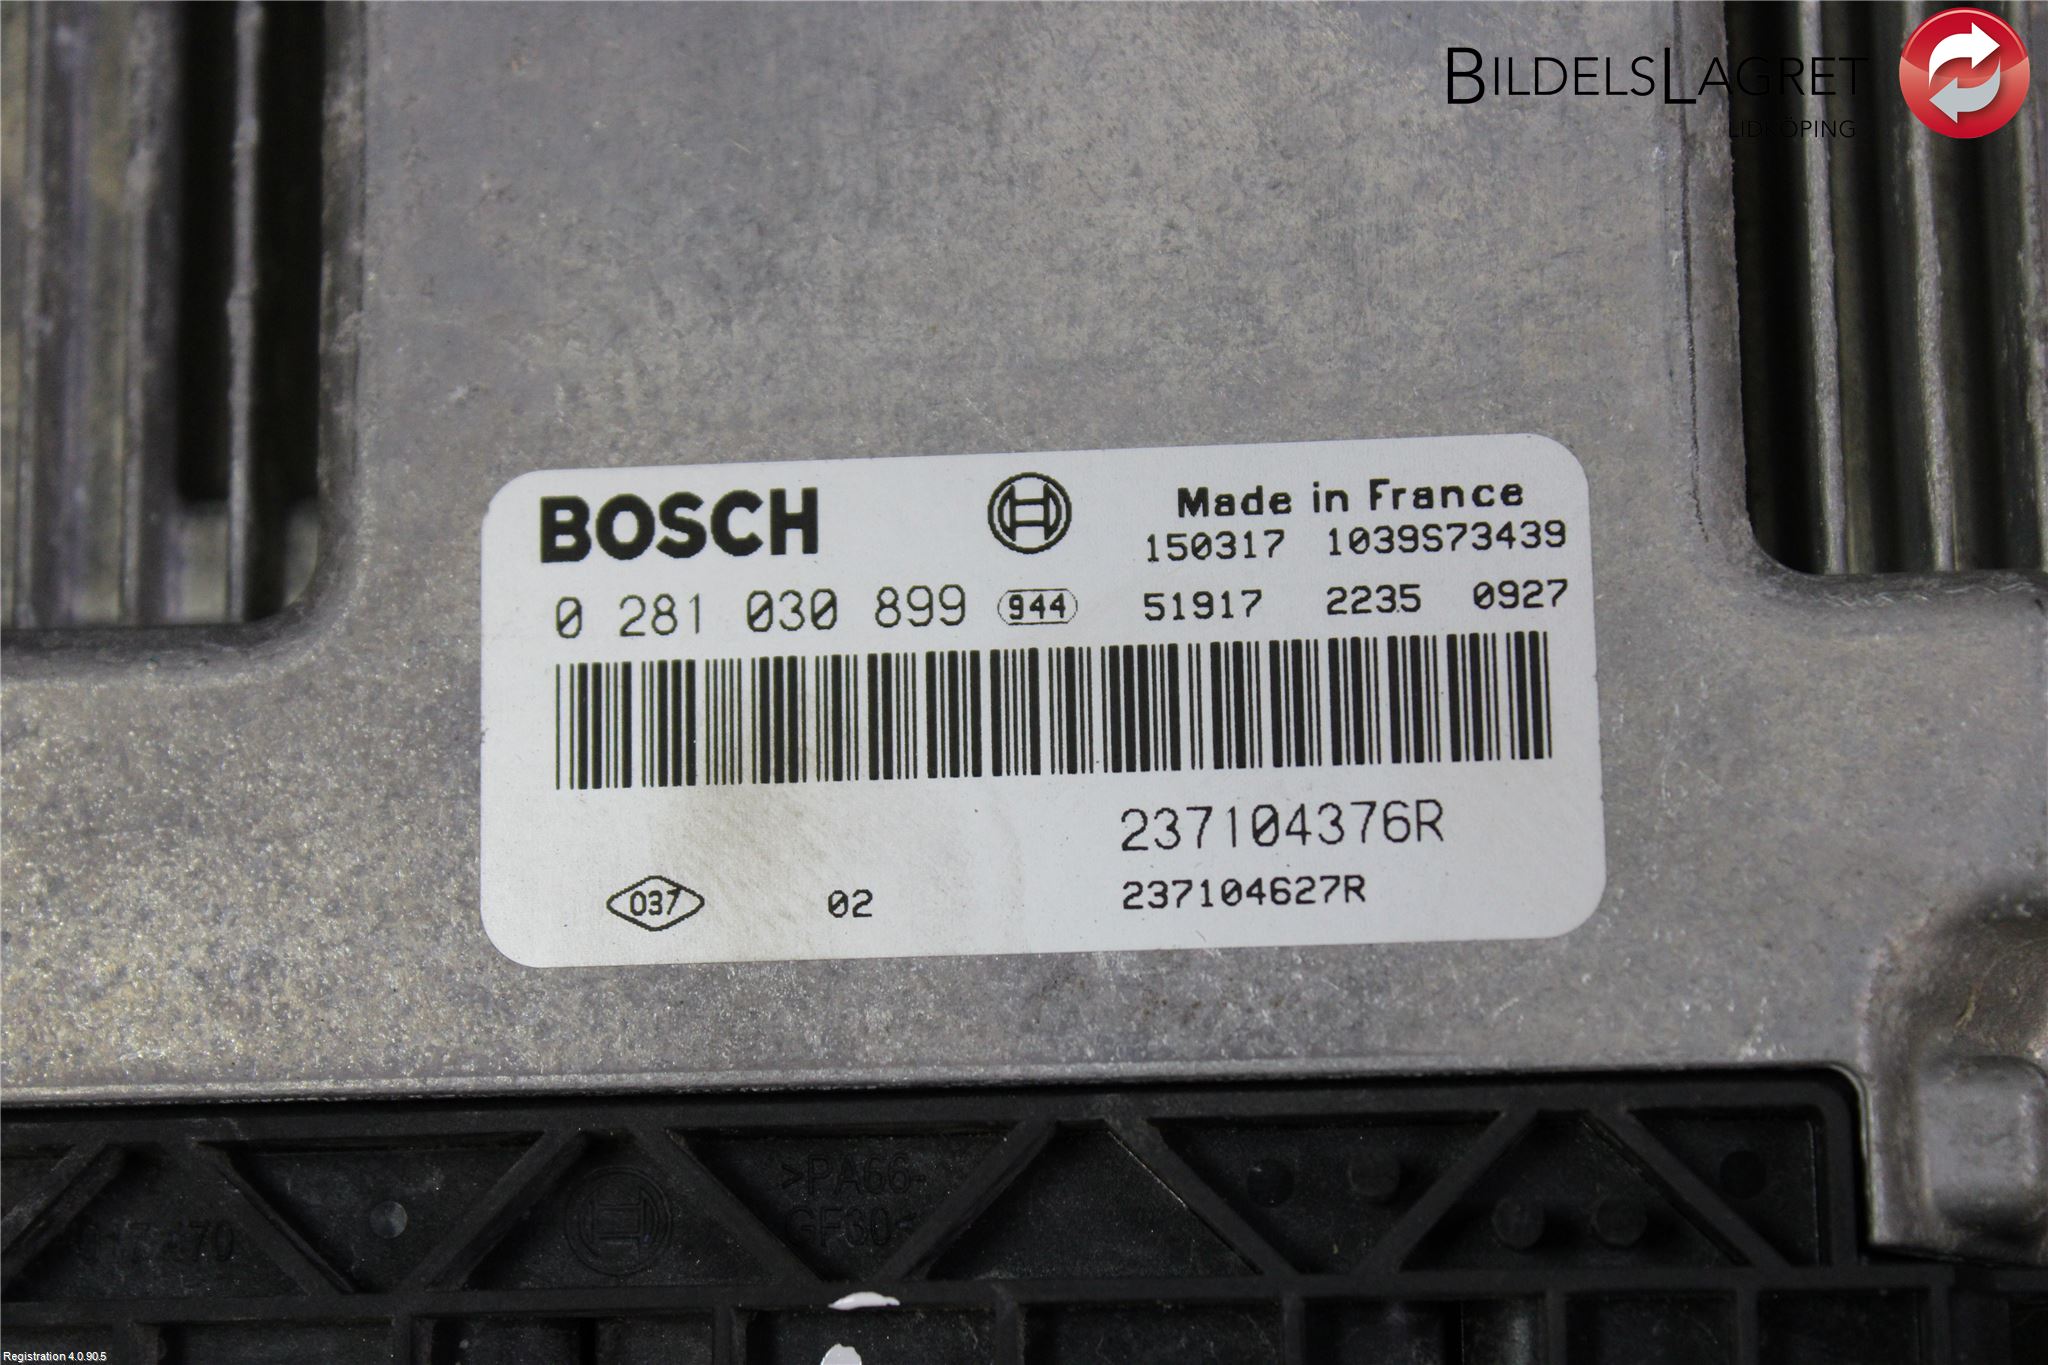 BILDELSLAGRET
LIDKÖPING
BOSCH
Made in France
150317 1039S73439
0 281 030 899 944 51917 2235 0927
237104376R
037 02 237104627R
>PA66-
GF30<
Registration 4.0.90.5